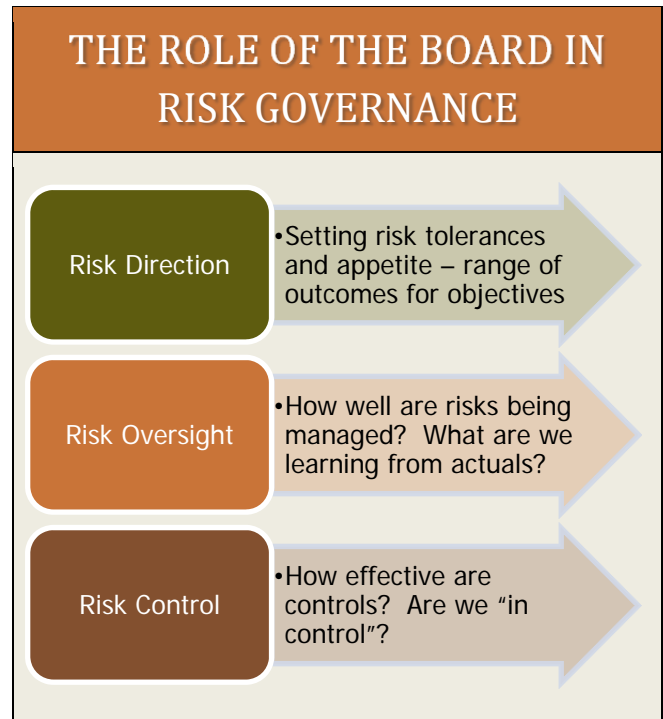 THE ROLE OF THE BOARD IN
RISK GOVERNANCE
Risk Direction
•Setting risk tolerances
and appetite – range of
outcomes for objectives
Risk Oversight
•How well are risks being
managed?  What are we
learning from actuals?
Risk Control
•How effective are
controls?  Are we “in
control”?